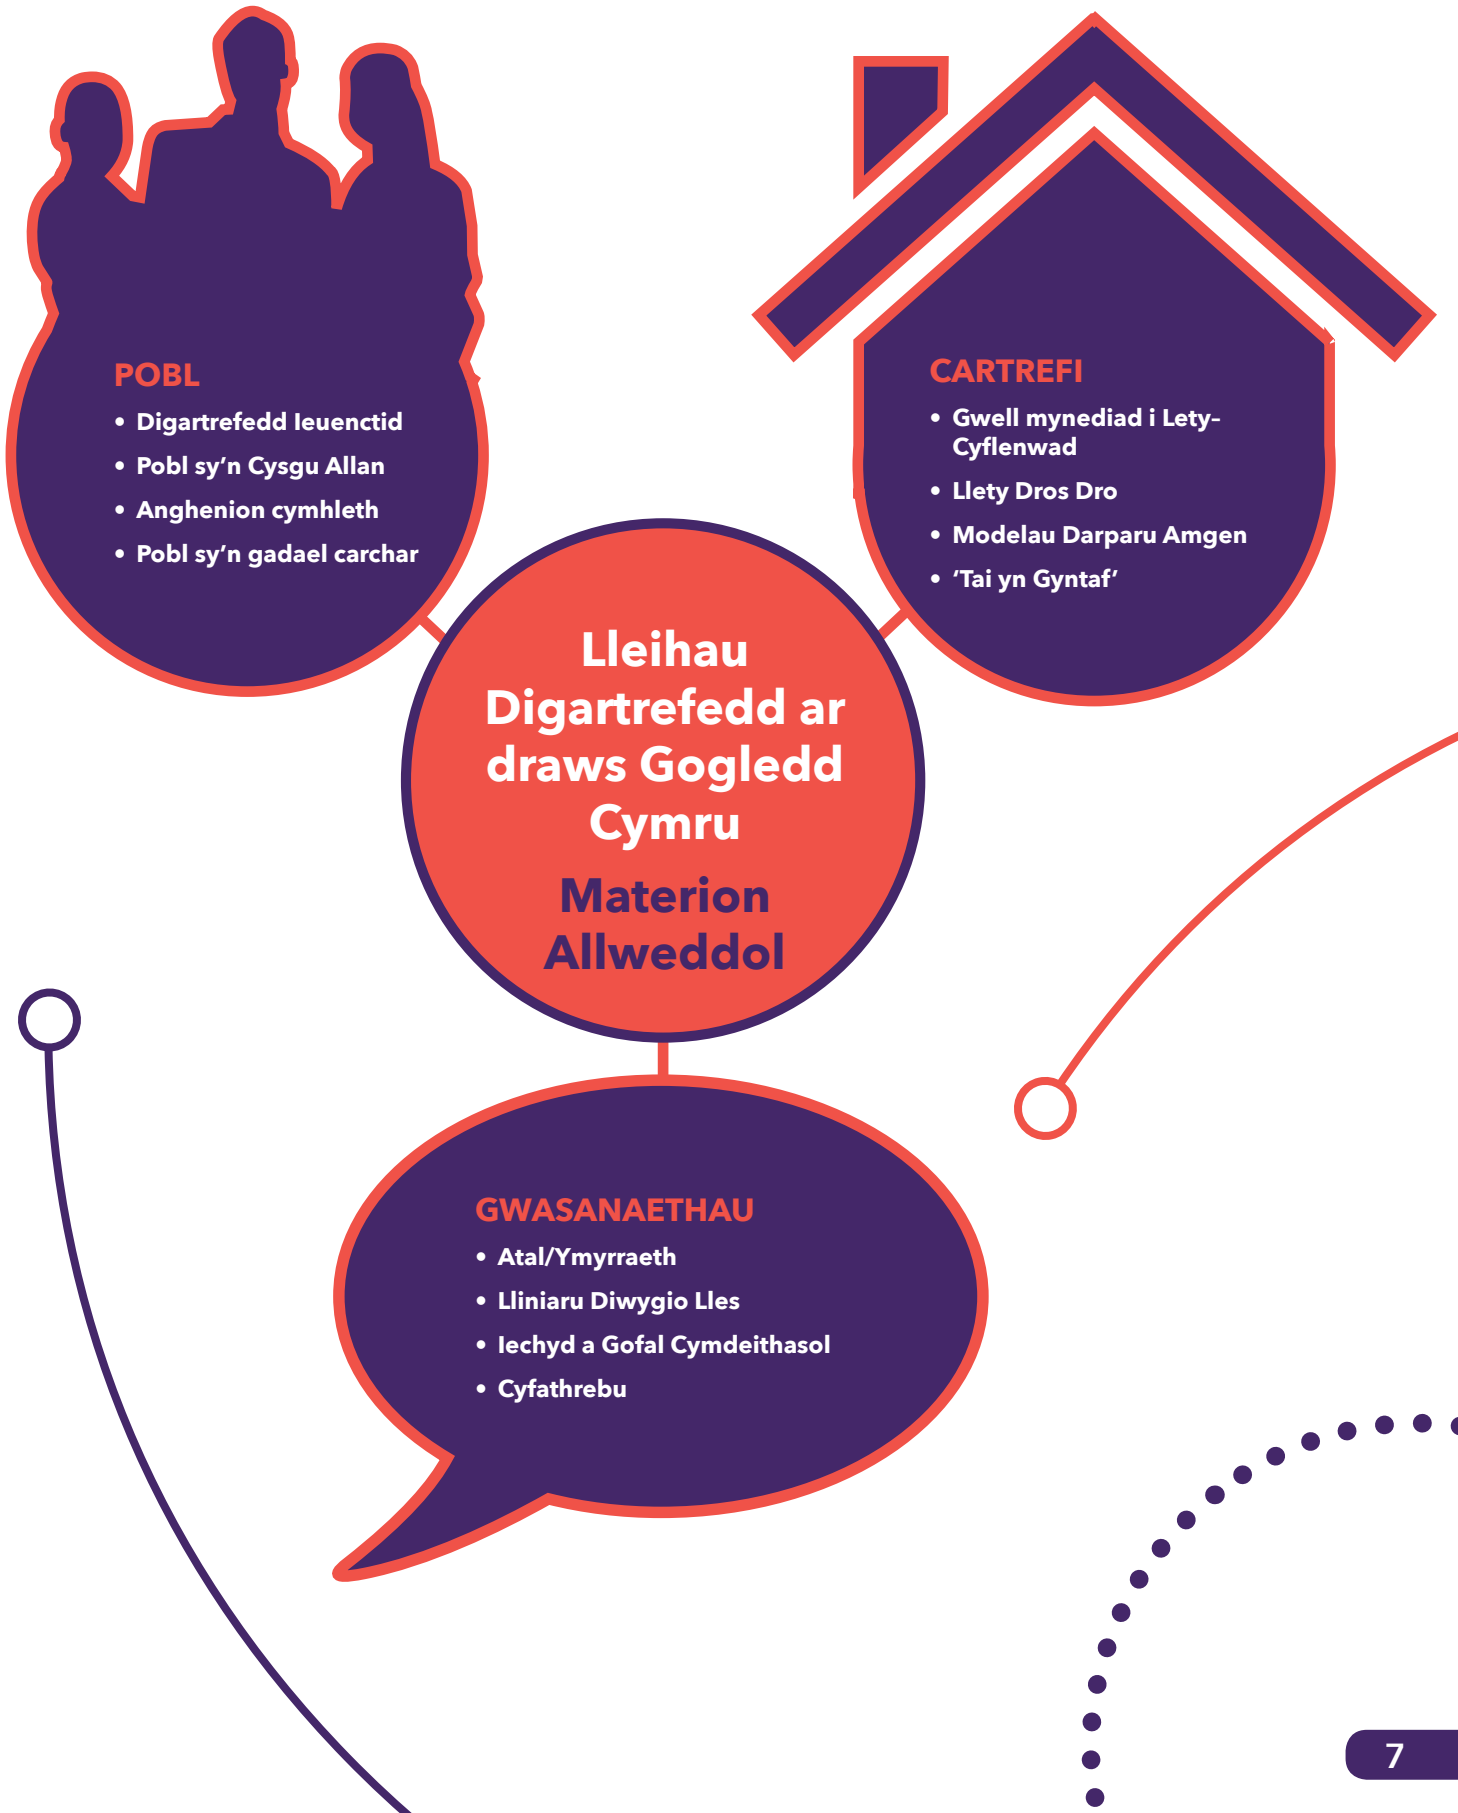 POBL
• Digartrefedd Ieuenctid
• Pobl sy’n Cysgu Allan
• Anghenion cymhleth
• Pobl sy’n gadael carchar
CARTREFI
• Gwell mynediad i Lety–
Cyflenwad
• Llety Dros Dro
• Modelau Darparu Amgen
• ‘Tai yn Gyntaf’
Lleihau
Digartrefedd ar
draws Gogledd
Cymru
Materion
Allweddol
GWASANAETHAU
• Atal/Ymyrraeth
• Lliniaru Diwygio Lles
• Iechyd a Gofal Cymdeithasol
• Cyfathrebu
7